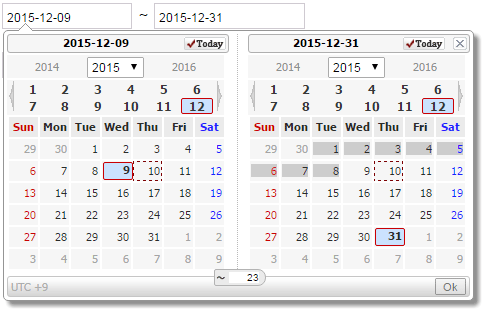 2015-12-09 ~ 2015-12-31
2015-12-09 Today
2014 2015 2016
1 2 3 4 5 6
7 8 9 10 11 12
Sun Mon Tue Wed Thu Fri Sat
29 30 1 2 3 4 5
6 7 8 9 10 11 12
13 14 15 16 17 18 19
20 21 22 23 24 25 26
27 28 29 30 31 1 2
3 4 5 6 7 8 9
2015-12-31 Today
2014 2015 2016
1 2 3 4 5 6
7 8 9 10 11 12
Sun Mon Tue Wed Thu Fri Sat
29 30 1 2 3 4 5
6 7 8 9 10 11 12
13 14 15 16 17 18 19
20 21 22 23 24 25 26
27 28 29 30 31 1 2
3 4 5 6 7 8 9
~ 23
UTC +9 Ok